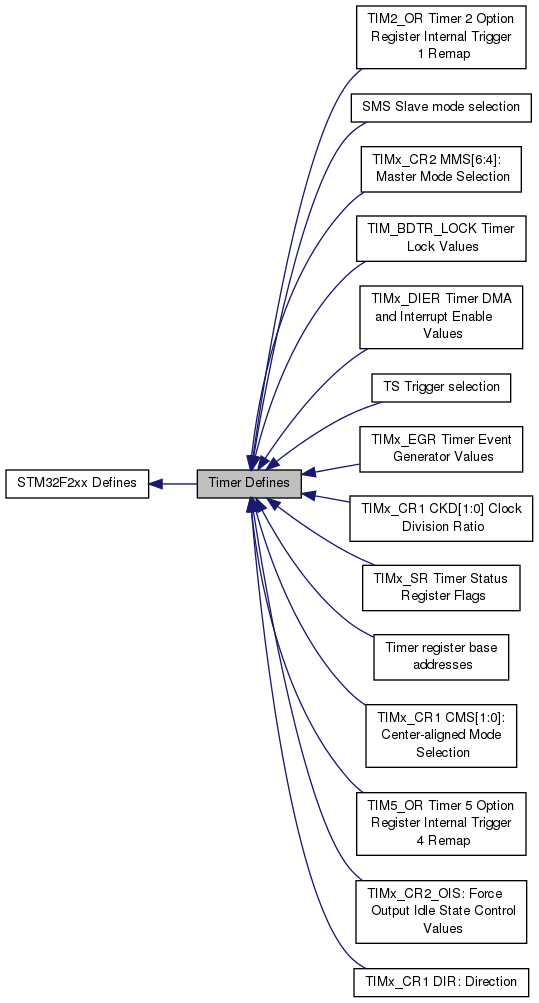 TIM2_OR Timer 2 Option
Register Internal Trigger
1 Remap
SMS Slave mode selection
TIMx_CR2 MMS[6:4]:
Master Mode Selection
TIM_BDTR_LOCK Timer
Lock Values
TIMx_DIER Timer DMA
and Interrupt Enable
Values
TS Trigger selection
TIMx_EGR Timer Event
Generator Values
STM32F2xx Defines
Timer Defines
TIMx_CR1 CKD[1:0] Clock
Division Ratio
TIMx_SR Timer Status
Register Flags
Timer register base
addresses
TIMx_CR1 CMS[1:0]:
Center-aligned Mode
Selection
TIM5_OR Timer 5 Option
Register Internal Trigger
4 Remap
TIMx_CR2_OIS: Force
Output Idle State Control
Values
TIMx_CR1 DIR: Direction